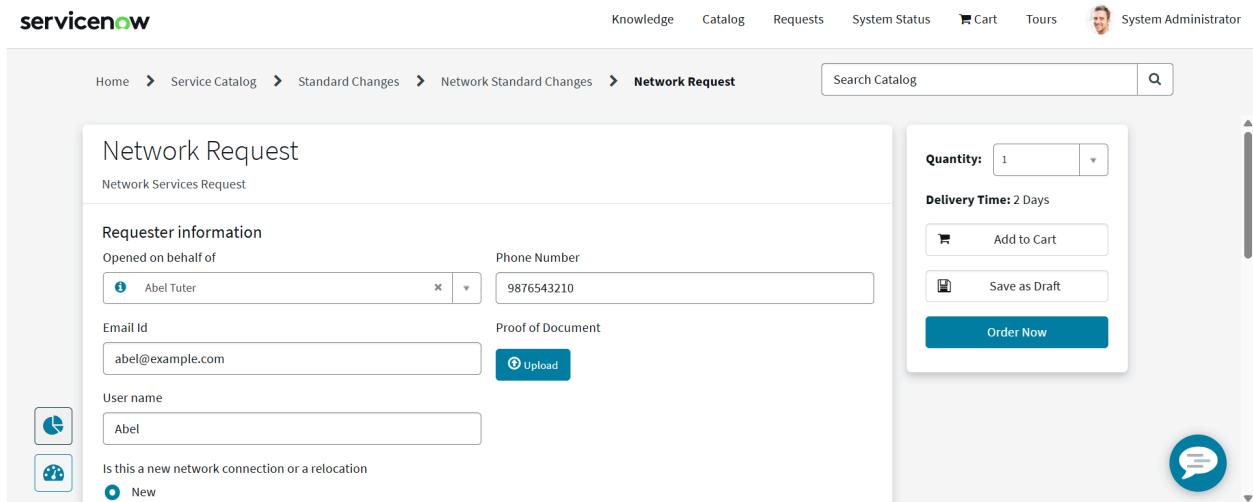 servicenow
Knowledge Catalog Requests System Status Cart Tours System Administrator
Home Service Catalog Standard Changes Network Standard Changes Network Request
Search Catalog
Network Request
Network Services Request
Requester information
Opened on behalf of
Abel Tuter
Phone Number
9876543210
Email Id
abel@example.com
Proof of Document
Upload
User name
Abel
Is this a new network connection or a relocation
New
Quantity: 1
Delivery Time: 2 Days
Add to Cart
Save as Draft
Order Now